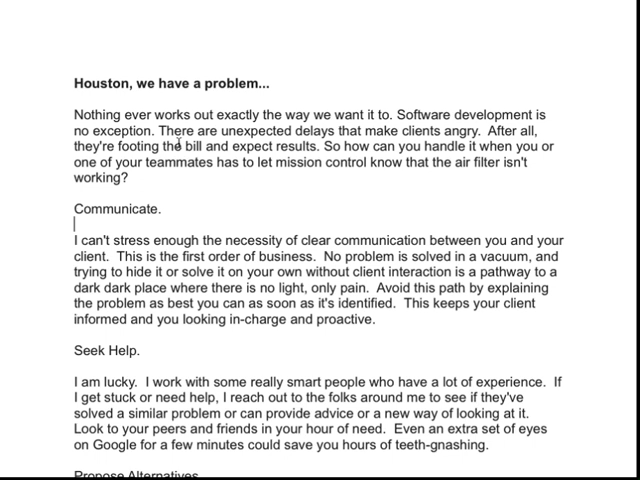 Houston, we have a problem...
Nothing ever works out exactly the way we want it to. Software development is
no exception. There are unexpected delays that make clients angry.  After all,
they're footing the bill and expect results. So how can you handle it when you or
one of your teammates has to let mission control know that the air filter isn't
working?
Communicate.
I can't stress enough the necessity of clear communication between you and your
client.  This is the first order of business.  No problem is solved in a vacuum, and
trying to hide it or solve it on your own without client interaction is a pathway to a
dark dark place where there is no light, only pain.  Avoid this path by explaining
the problem as best you can as soon as it's identified.  This keeps your client
informed and you looking in-charge and proactive.
Seek Help.
I am lucky.  I work with some really smart people who have a lot of experience.  If
I get stuck or need help, I reach out to the folks around me to see if they've
solved a similar problem or can provide advice or a new way of looking at it.
Look to your peers and friends in your hour of need.  Even an extra set of eyes
on Google for a few minutes could save you hours of teeth-gnashing.
Propose Alternatives